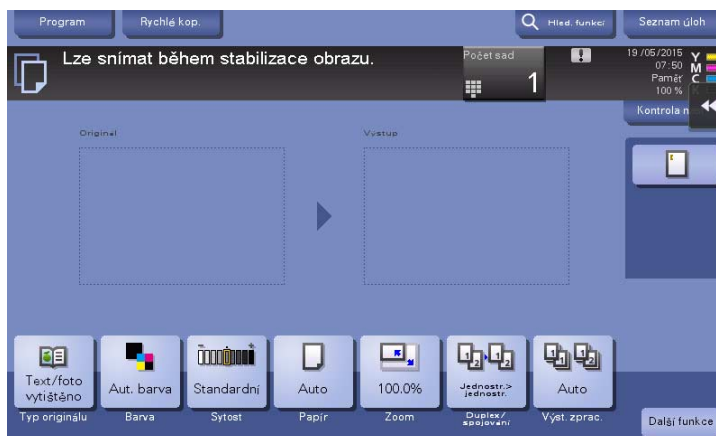 Program
Rychlé kop.
Hled. funkcí
Seznam úloh
Lze snímat během stabilizace obrazu.
Počet sad
1
19/05/2015
07:50
Paměť
100 %
Y
M
C
K
Kontrola
Originál
Výstup
Text/foto
vytištěno
Aut. barva
Standardní
Auto
100.0%
Jednostr.>
jednostr.
Auto
Typ originálu
Barva
Sytost
Papír
Zoom
Duplex/
spojování
Výst. zprac.
Další funkce